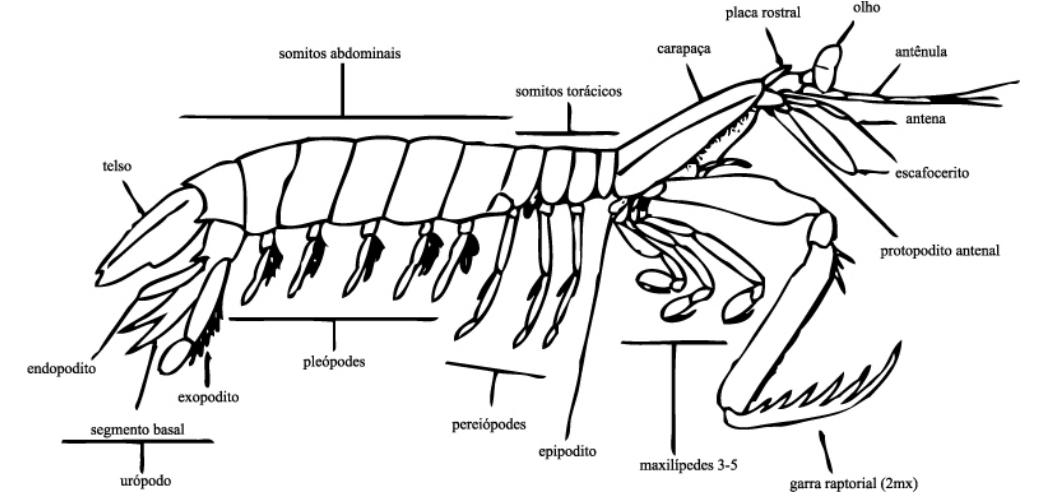 placa rostral
olho
somitos abdominais
carapaça
antênula
somitos torácicos
antena
telso
escafocerito
protopodito antenal
endopodito
pleópodes
exopodito
pereiópodes
segmento basal
epipodito
maxilípedes 3-5
urópodo
garra raptorial (2mx)